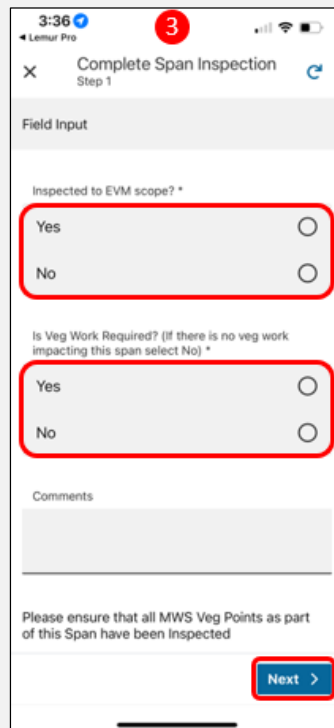 3:36
3
◀ Lemur Pro
Complete Span Inspection
Step 1
Field Input
Inspected to EVM scope? *
Yes
No
Is Veg Work Required? (If there is no veg work
impacting this span select No) *
Yes
No
Comments
Please ensure that all MWS Veg Points as part
of this Span have been Inspected
Next >